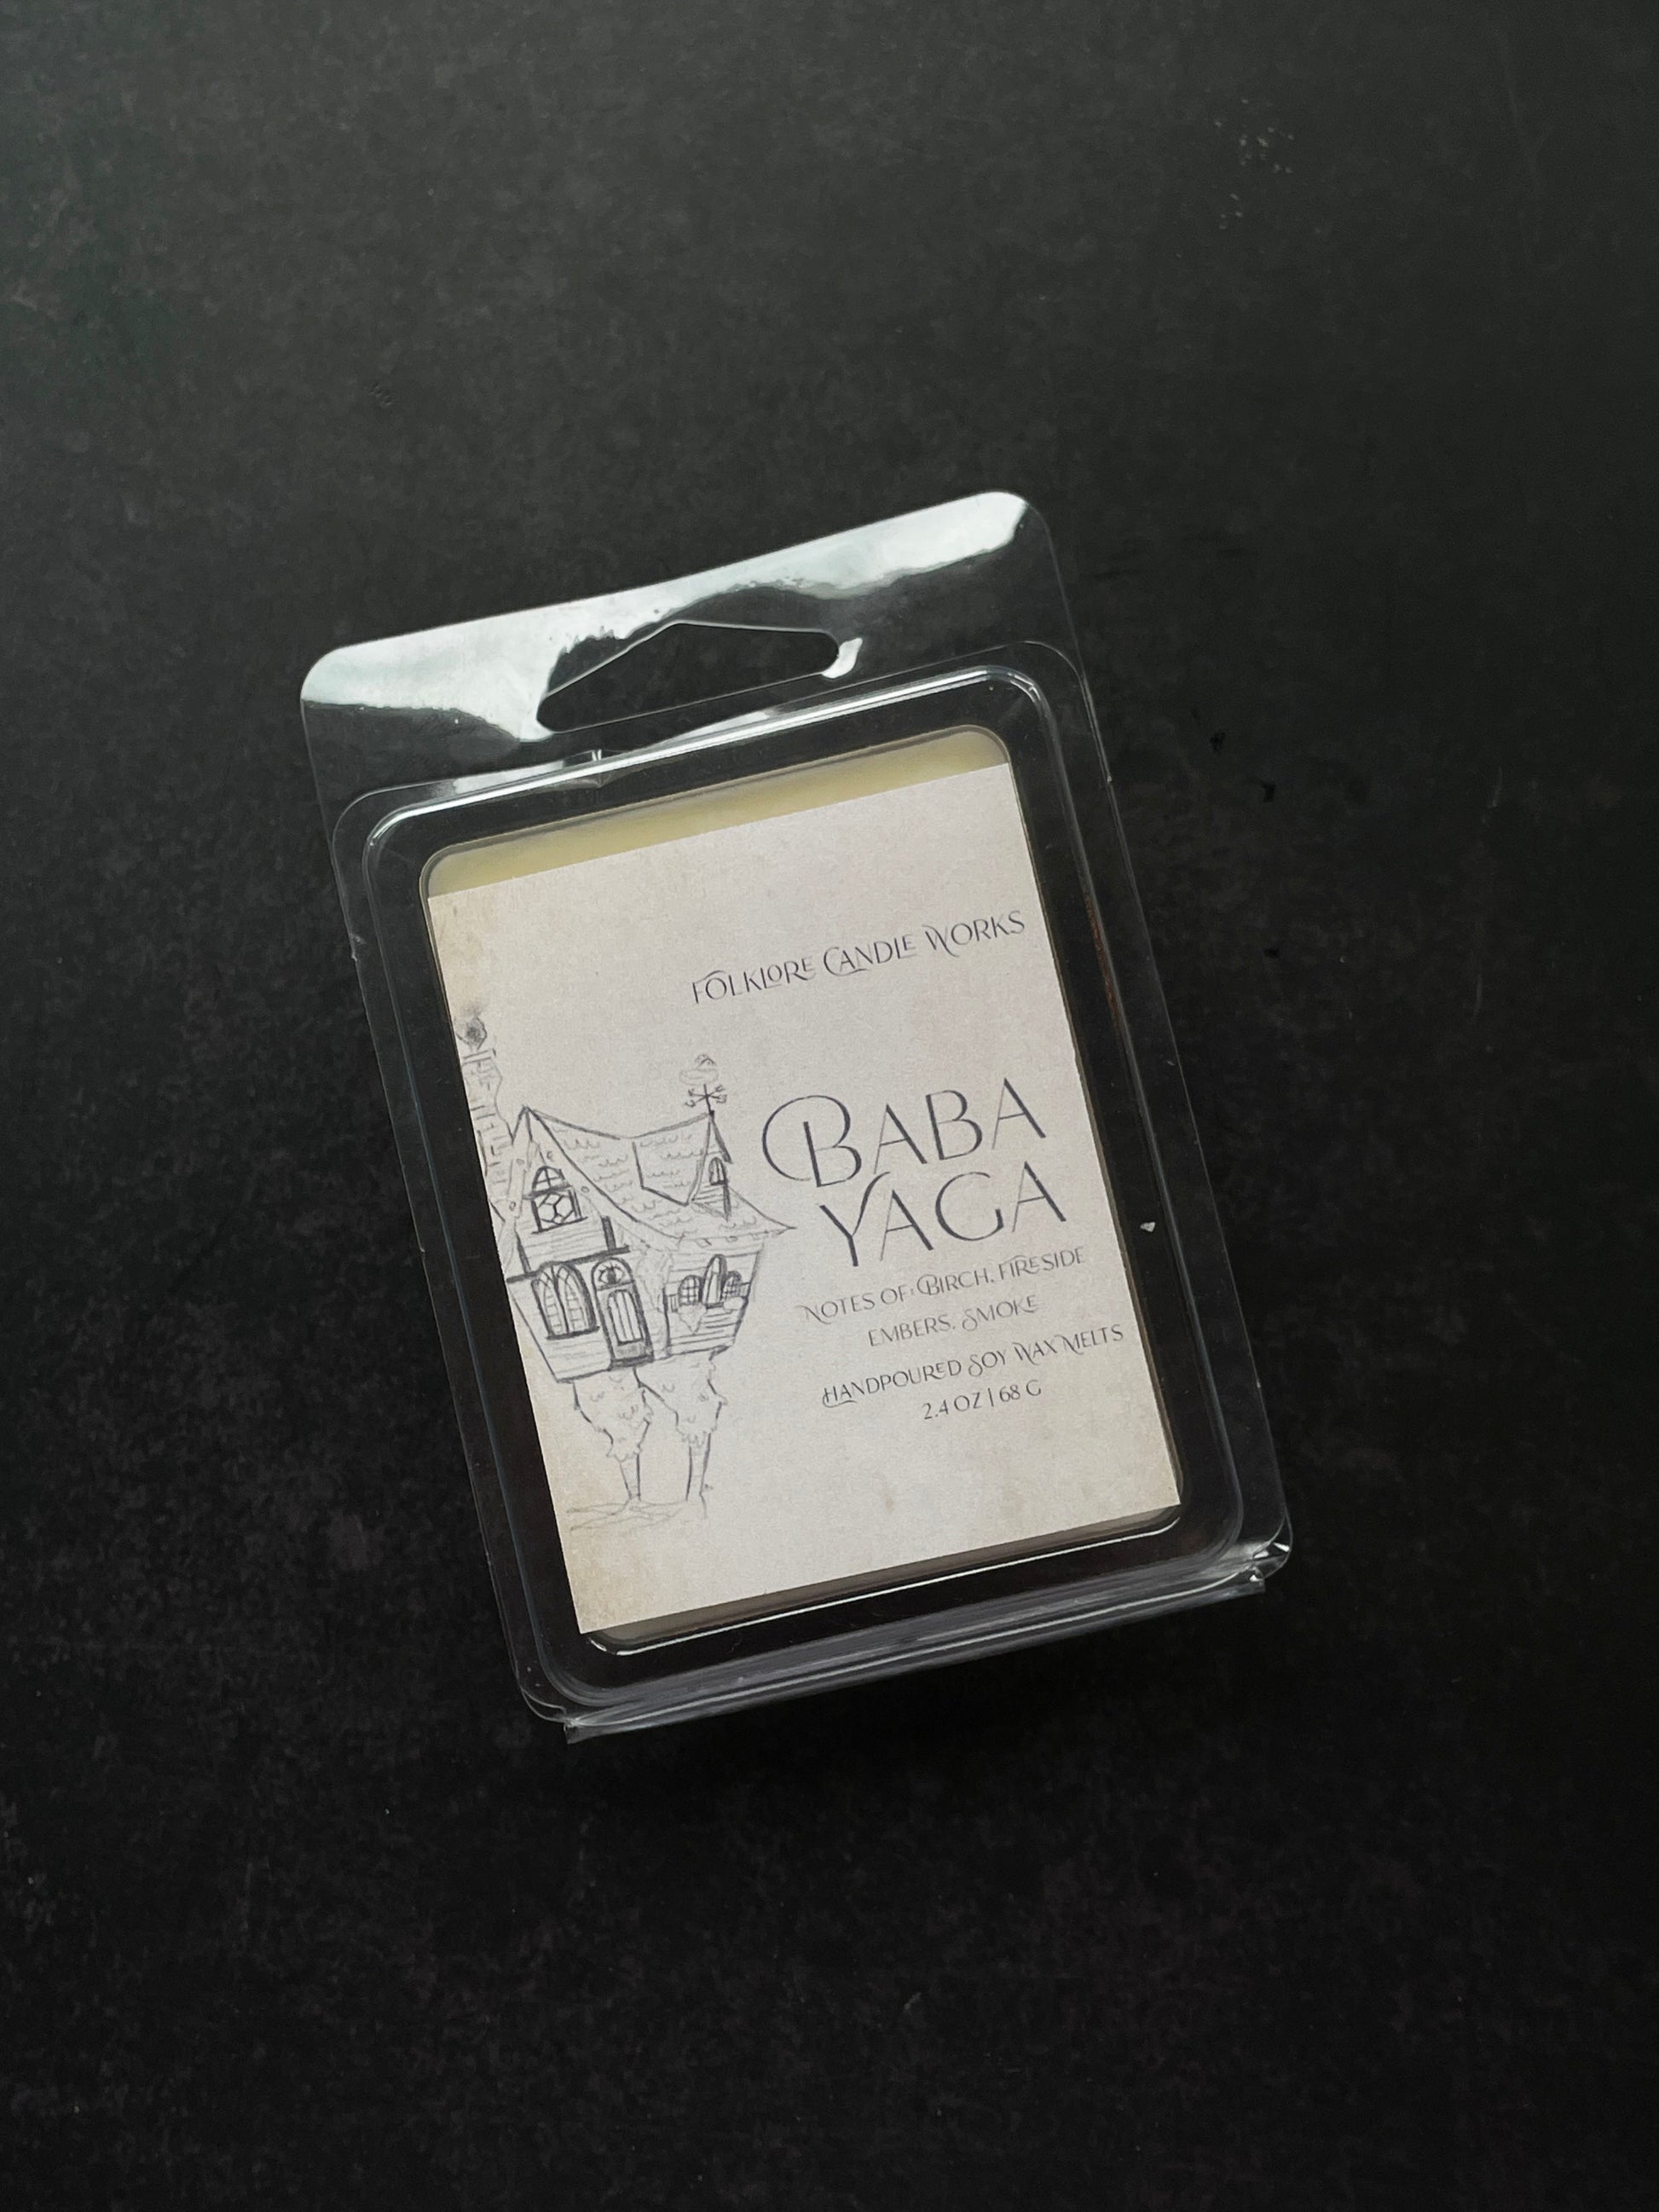 FOLKLORE CANDLE WORKS
BABA
YAGA
NOTES OF: BIRCH, FIRESIDE
EMBERS, SMOKE
HANDPOURED SOY WAX MELTS
2.4 OZ | 68 G